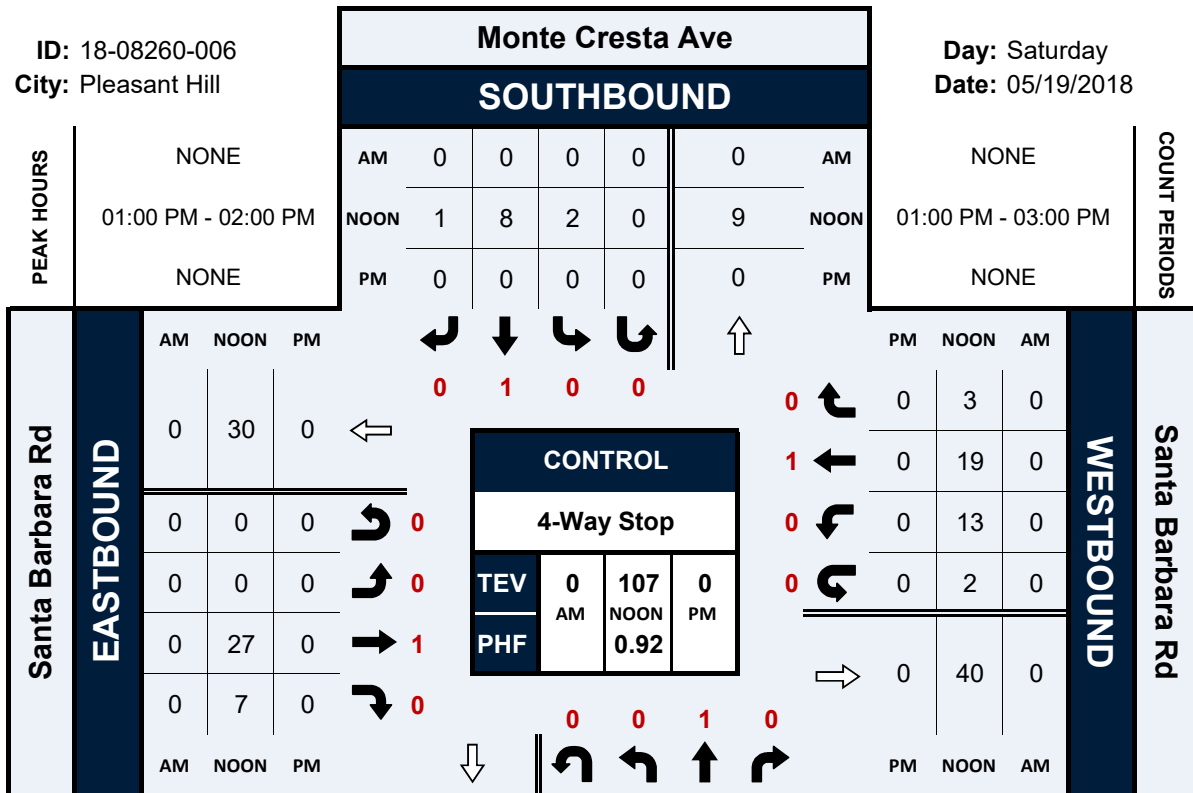 ID: 18-08260-006
City: Pleasant Hill
Monte Cresta Ave
SOUTHBOUND
Day: Saturday
Date: 05/19/2018
PEAK HOURS
NONE
01:00 PM - 02:00 PM
NONE
AM 0 0 0 0 0 AM
NOON 1 8 2 0 9 NOON
PM 0 0 0 0 0 PM
NONE
01:00 PM - 03:00 PM
NONE
COUNT PERIODS
Santa Barbara Rd
EASTBOUND
AM NOON PM
0 30 0
0 0 0 0
0 0 0 0
0 27 0 1
0 7 0 0
AM NOON PM
0 1 0 0
CONTROL
4-Way Stop
TEV 0 107 0
AM NOON PM
PHF 0.92
0 0 1 0
PM NOON AM
0 0 3 0
1 0 19 0
0 0 13 0
0 0 2 0
0 40 0
PM NOON AM
WESTBOUND
Santa Barbara Rd